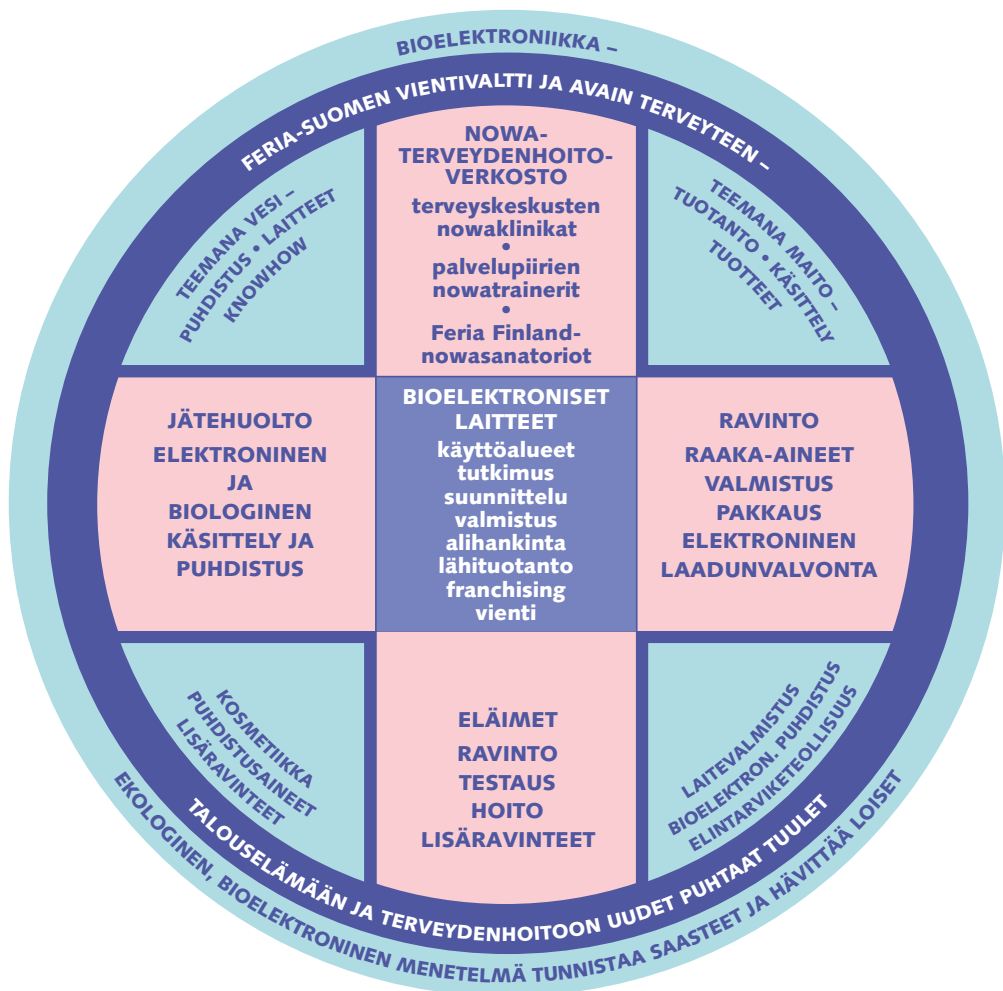 BIOELEKTRONIIKKA –
FERIA-SUOMEN VIENTIVALTTI JA AVAIN TERVEYTEEN –
TEEMANA VESI –
PUHDISTUS • LAITTEET
KNOWHOW
NOWA-
TERVEYDENHOITO-
VERKOSTO
terveyskeskusten
nowaklinikat
•
palvelupiirien
nowatrainerit
•
Feria Finland-
nowasanatoriot
TEEMANA MAITO –
TUOTANTO • KÄSITTELY
TUOTTEET
JÄTEHUOLTO
ELEKTRONINEN
JA
BIOLOGINEN
KÄSITTELY JA
PUHDISTUS
BIOELEKTRONISET
LAITTEET
käyttöalueet
tutkimus
suunnittelu
valmistus
alihankinta
lähituotanto
franchising
vienti
RAVINTO
RAAKA-AINEET
VALMISTUS
PAKKAUS
ELEKTRONINEN
LAADUNVALVONTA
KOSMETIIKKA
PUHDISTUSAINEET
LISÄRAVINTEET
ELÄIMET
RAVINTO
TESTAUS
HOITO
LISÄRAVINTEET
LAITEVALMISTUS
BIOELEKTRON. PUHDISTUS
ELINTARVIKETEOLLISUUS
TALOUSELÄMÄÄN JA TERVEYDENHOITOON UUDET PUHTAAT TUULET
EKOLOGINEN, BIOELEKTRONINEN MENETELMÄ TUNNISTAA SAASTEET JA HÄVITTÄÄ LOISET